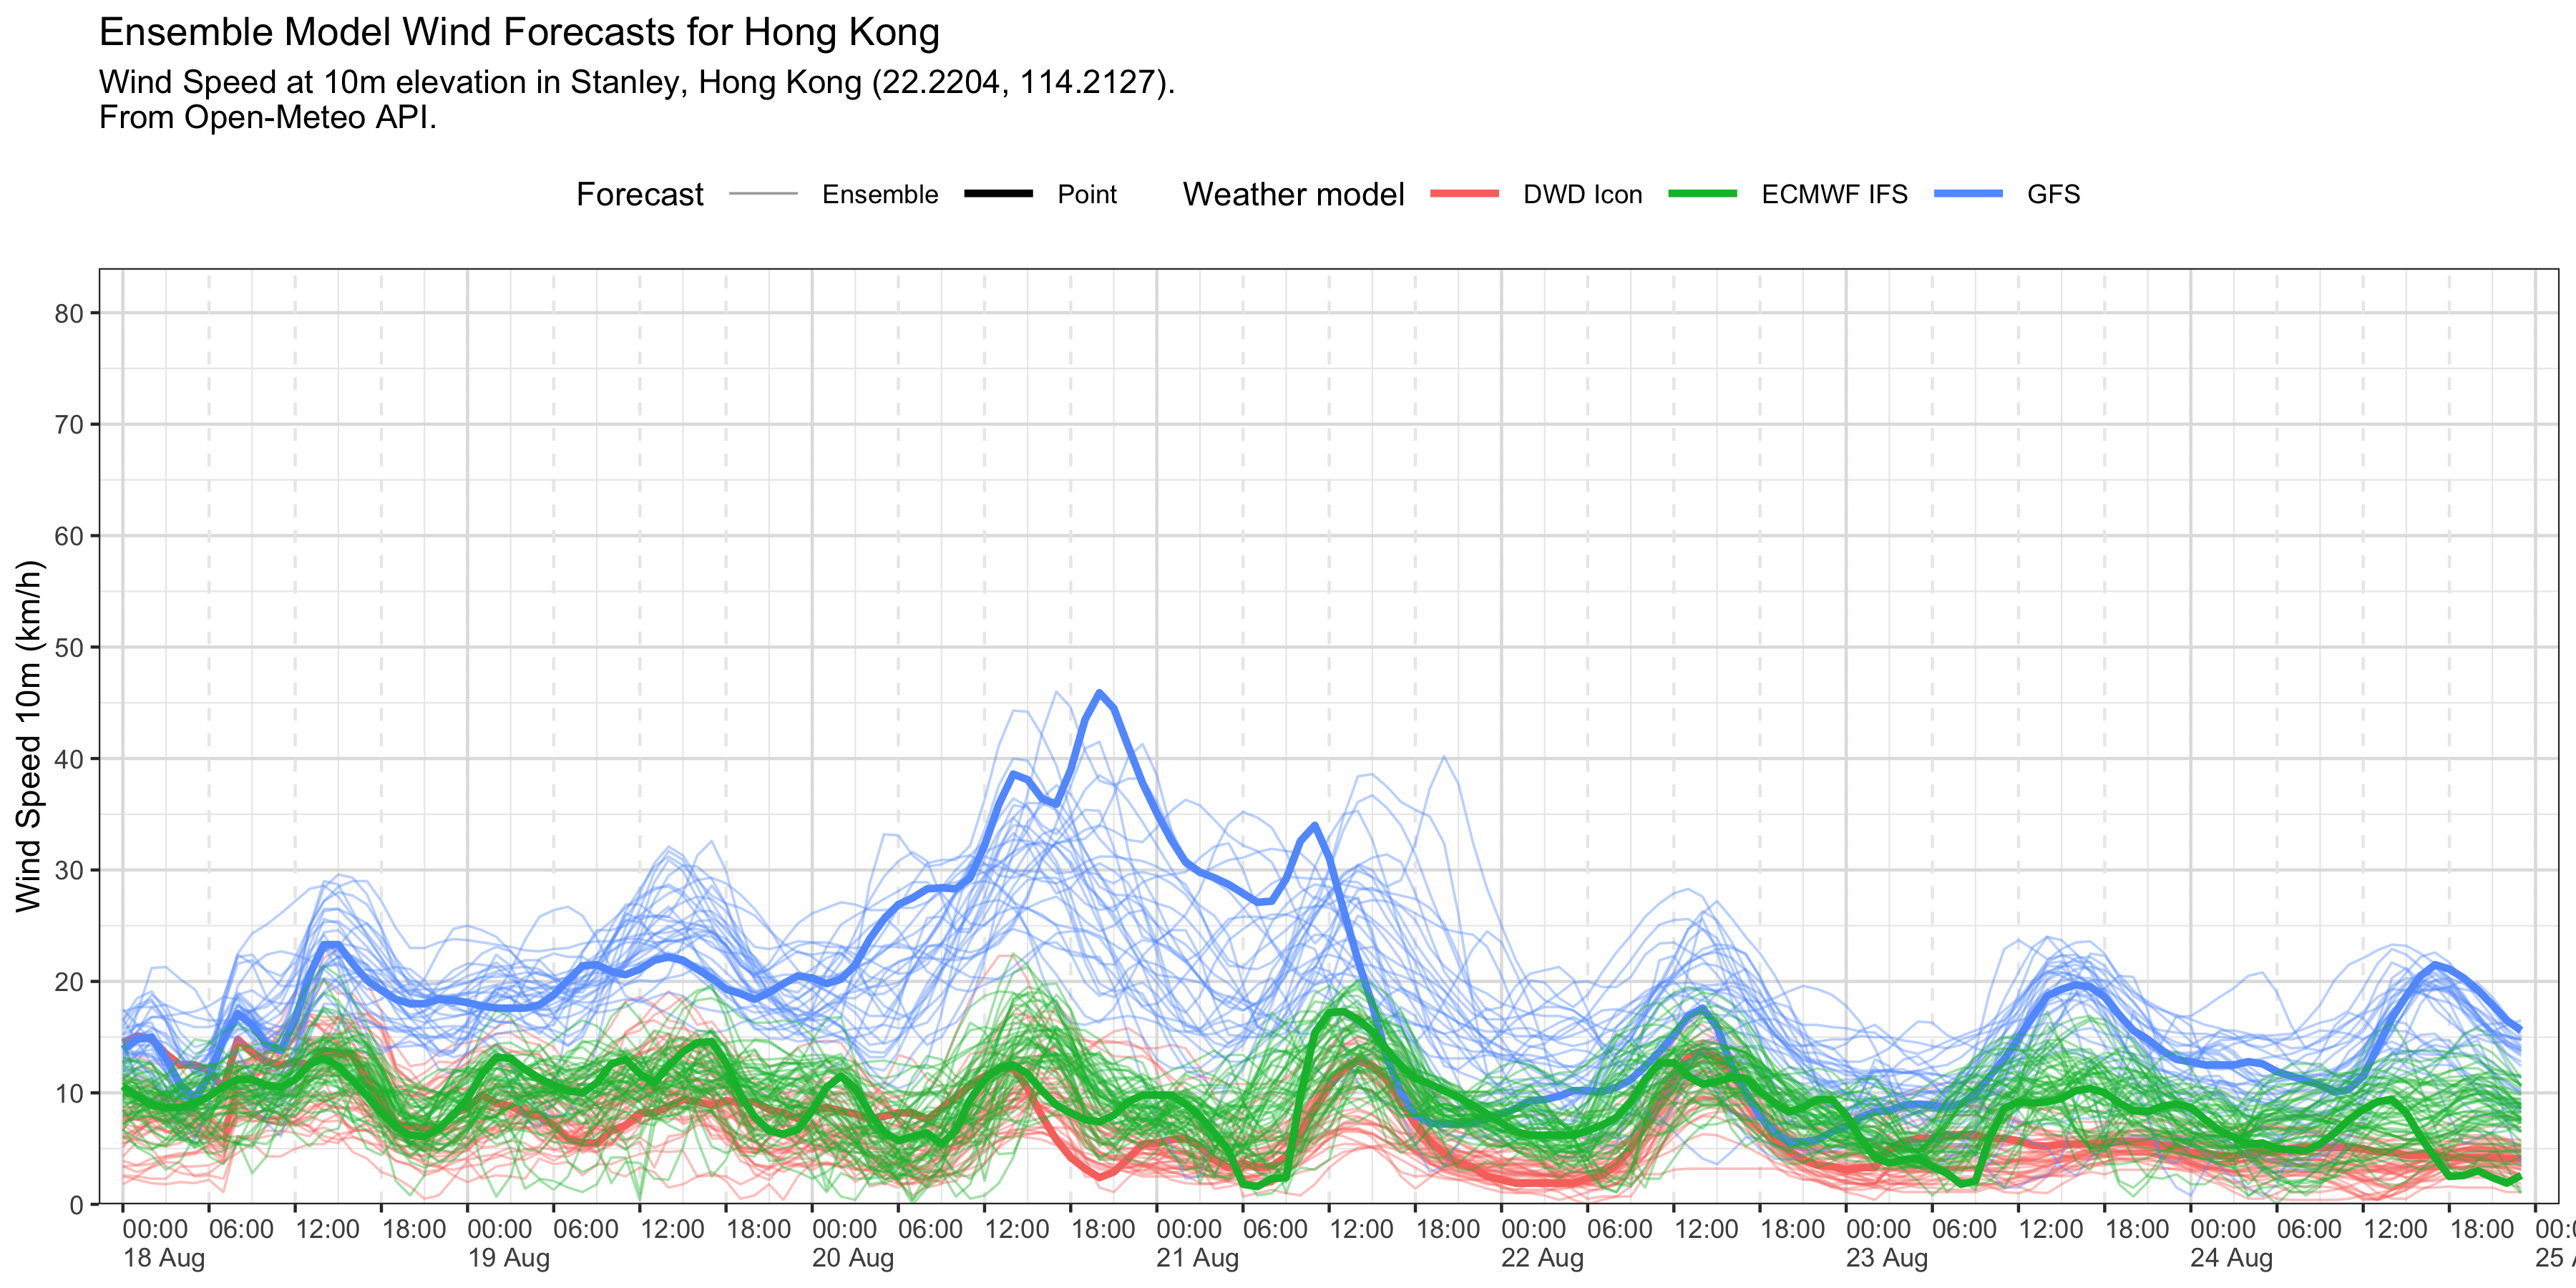 Ensemble Model Wind Forecasts for Hong Kong
Wind Speed at 10m elevation in Stanley, Hong Kong (22.2204, 114.2127).
From Open-Meteo API.
Forecast Ensemble Point Weather model DWD Icon ECMWF IFS GFS
Wind Speed 10m (km/h)
80
70
60
50
40
30
20
10
0
00:00 06:00 12:00 18:00 00:00 06:00 12:00 18:00 00:00 06:00 12:00 18:00 00:00 06:00 12:00 18:00 00:00 06:00 12:00 18:00 00:00 06:00 12:00 18:00 00:00 06:00 12:00 18:00
18 Aug 19 Aug 20 Aug 21 Aug 22 Aug 23 Aug 24 Aug 25